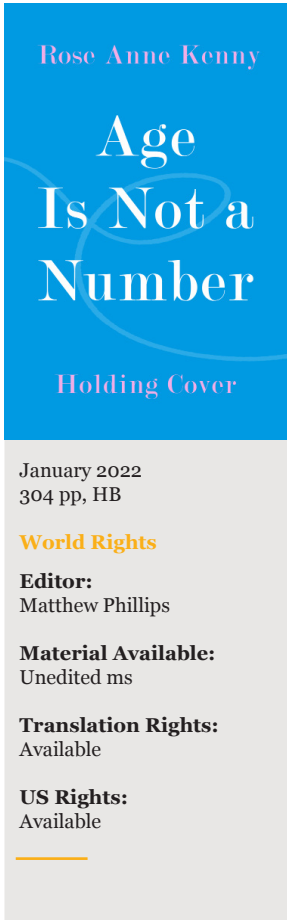 Rose Anne Kenny
Age
Is Not a
Number
Holding Cover
January 2022
304 pp, HB
World Rights
Editor:
Matthew Phillips
Material Available:
Unedited ms
Translation Rights:
Available
US Rights:
Available